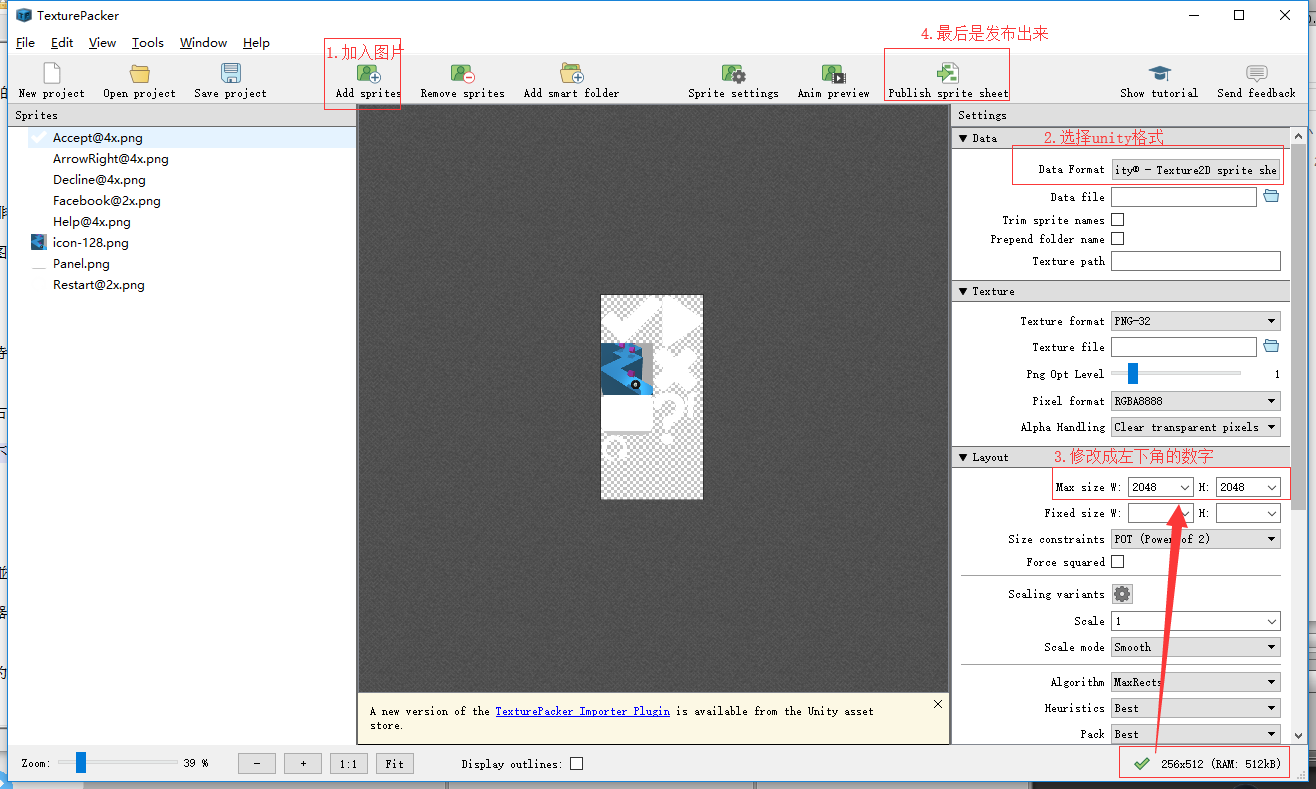 TexturePacker
File Edit View Tools Window Help
1.加入图片
4.最后是发布出来
New project Open project Save project Add sprites Remove sprites Add smart folder Sprite settings Anim preview Publish sprite sheet Show tutorial Send feedback
Sprites
Accept@4x.png
ArrowRight@4x.png
Decline@4x.png
Facebook@2x.png
Help@4x.png
icon-128.png
Panel.png
Restart@2x.png
A new version of the TexturePacker Importer Plugin is available from the Unity asset
store.
Settings
Data
2.选择unity格式
Data Format ity® - Texture2D sprite she
Data file
Trim sprite names
Prepend folder name
Texture path
Texture
Texture format PNG-32
Texture file
Png Opt Level 1
Pixel format RGBA8888
Alpha Handling Clear transparent pixels
Layout
3.修改成左下角的数字
Max size W: 2048 H: 2048
Fixed size W: H:
Size constraints POT (Power of 2)
Force squared
Scaling variants
Scale 1
Scale mode Smooth
Algorithm MaxRects
Heuristics Best
Pack Best
Zoom: 39 % - + 1:1 Fit Display outlines: 256x512 (RAM: 512kB)